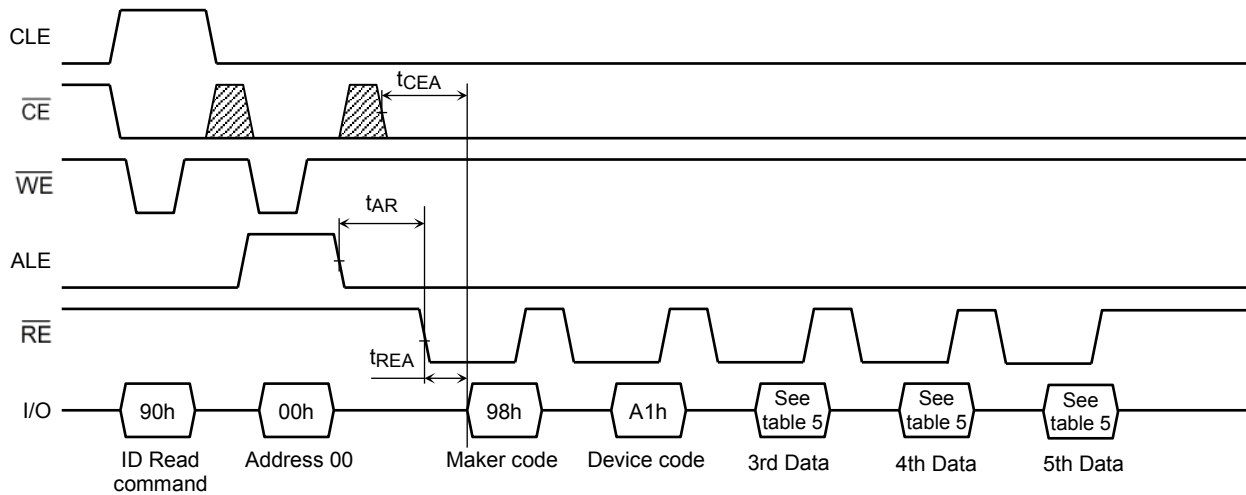 CLE
tCEA
CE
WE
tAR
ALE
RE
tREA
I/O
90h
00h
98h
A1h
See
table 5
See
table 5
See
table 5
ID Read
command
Address 00
Maker code
Device code
3rd Data
4th Data
5th Data